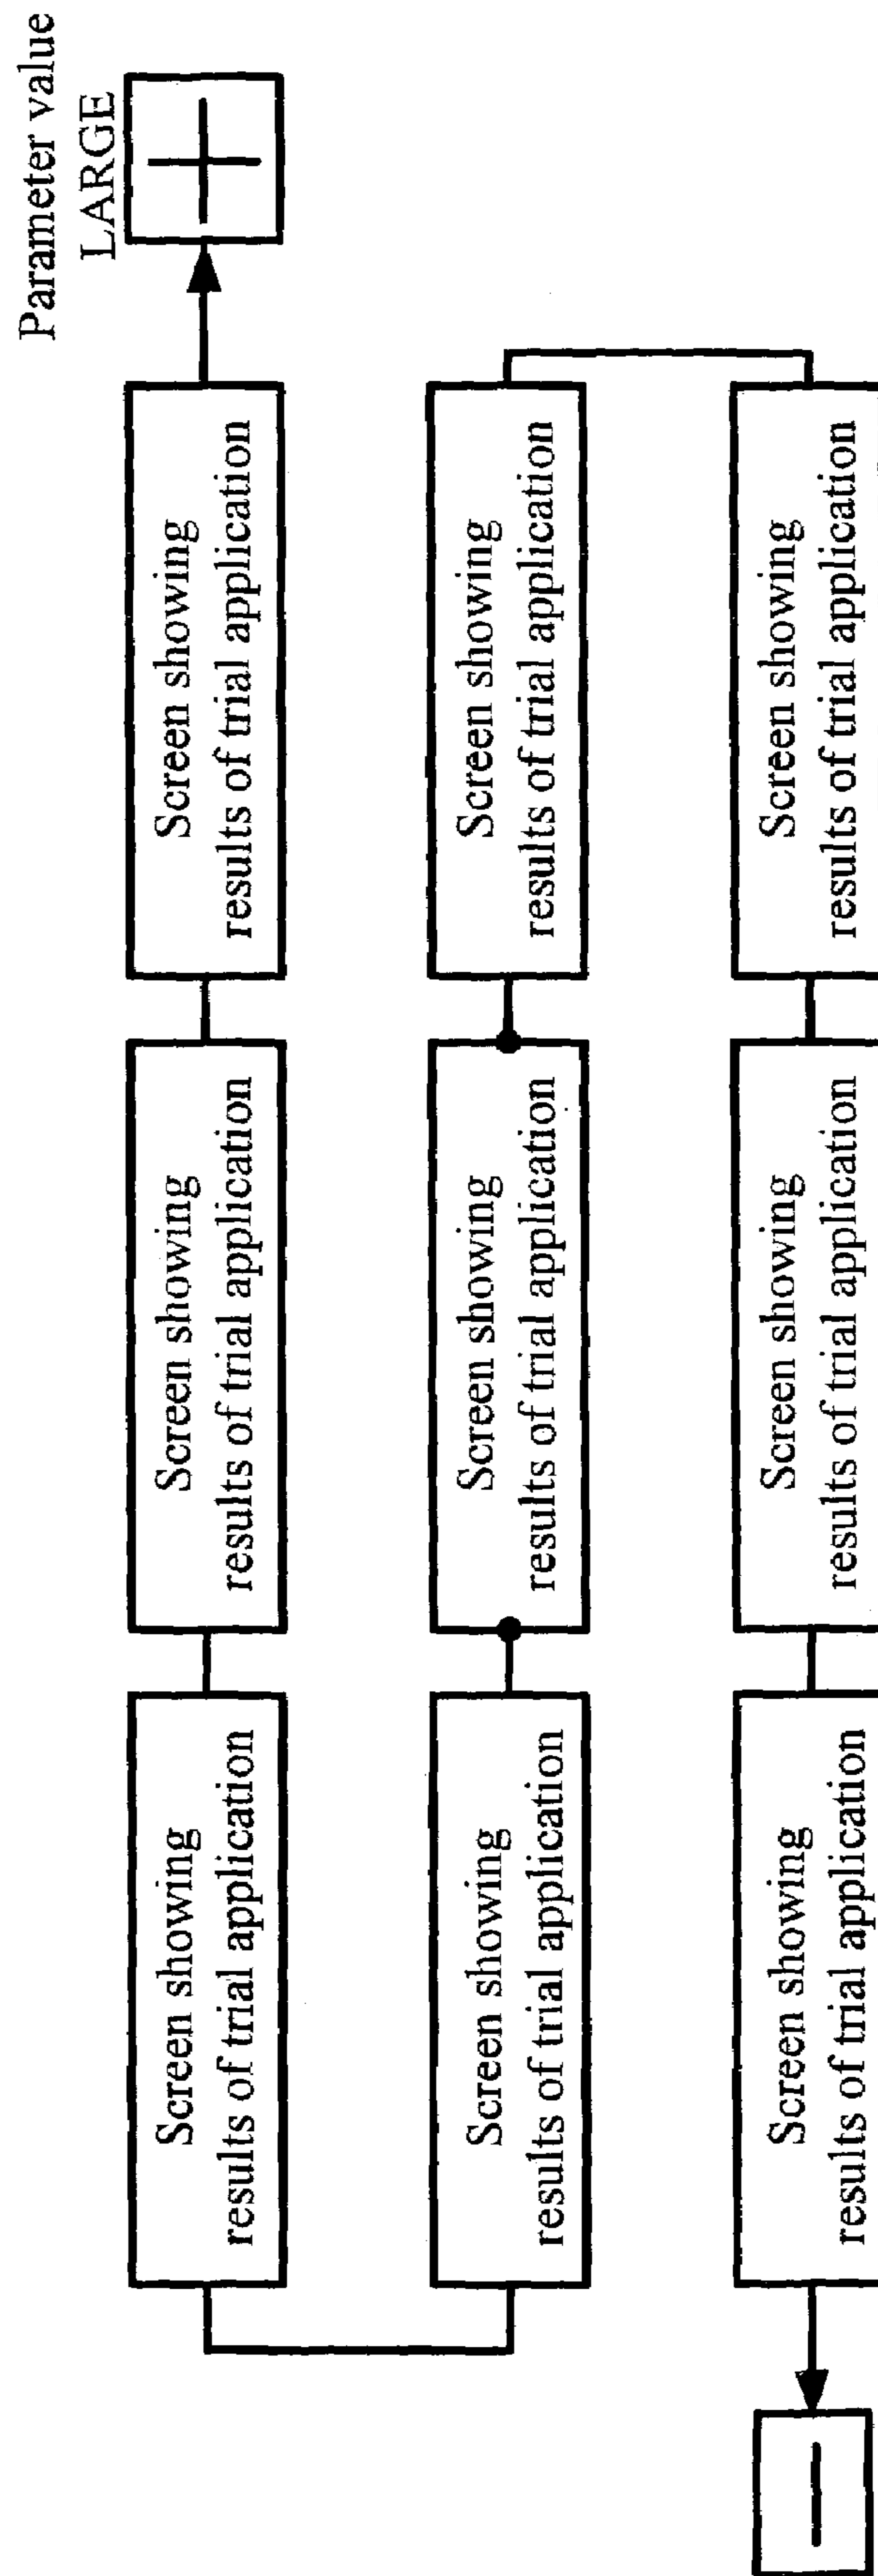 Parameter value
LARGE
+
Screen showing
results of trial application
Screen showing
results of trial application
Screen showing
results of trial application
Screen showing
results of trial application
Screen showing
results of trial application
Screen showing
results of trial application
Screen showing
results of trial application
Screen showing
results of trial application
Screen showing
results of trial application
−